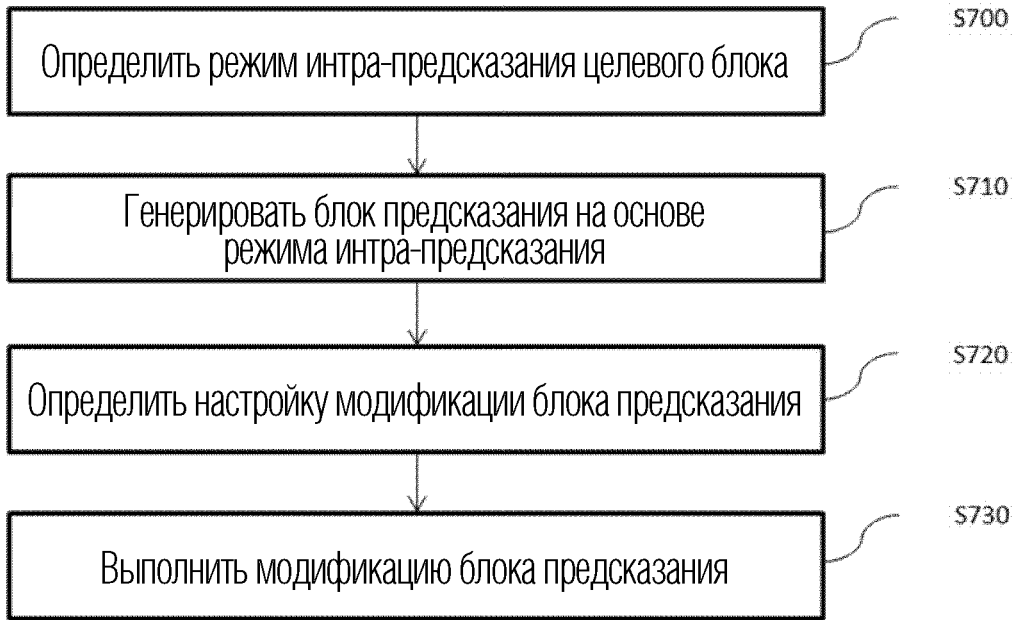 S700
Определить режим интра-предсказания целевого блока
S710
Генерировать блок предсказания на основе
режима интра-предсказания
S720
Определить настройку модификации блока предсказания
S730
Выполнить модификацию блока предсказания